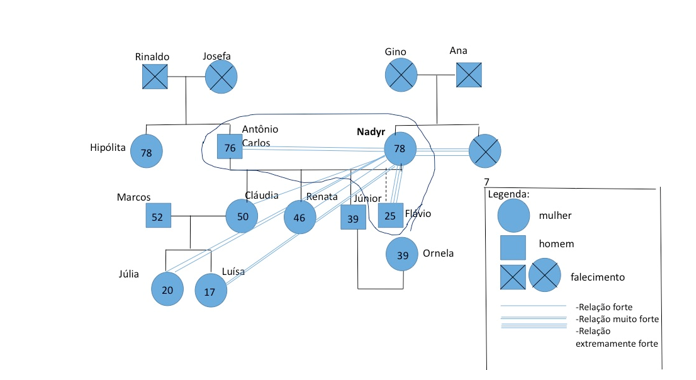 Rinaldo
Josefa
Gino
Ana
Hipólita
78
Antônio
Carlos
76
Nadyr
78
7
Marcos
52
Cláudia
50
Renata
46
Júnior
39
25
Flávio
39
Ornela
Júlia
20
Luísa
17
Legenda:
mulher
homem
falecimento
-Relação forte
-Relação muito forte
-Relação
extremamente forte